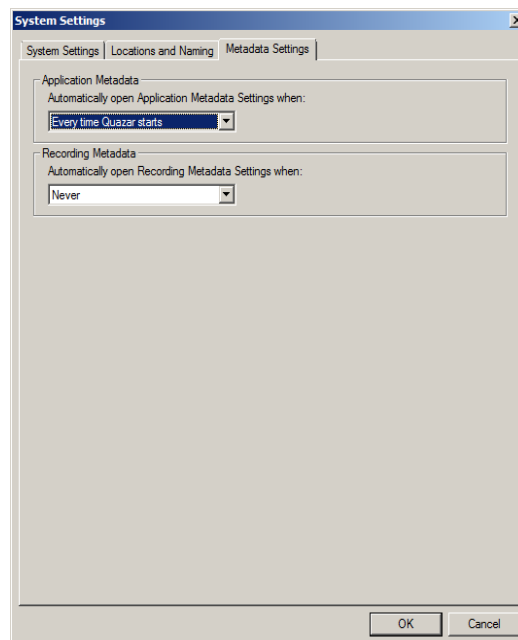 System Settings
System Settings Locations and Naming Metadata Settings
Application Metadata
Automatically open Application Metadata Settings when:
Every time Quazar starts
Recording Metadata
Automatically open Recording Metadata Settings when:
Never
OK Cancel